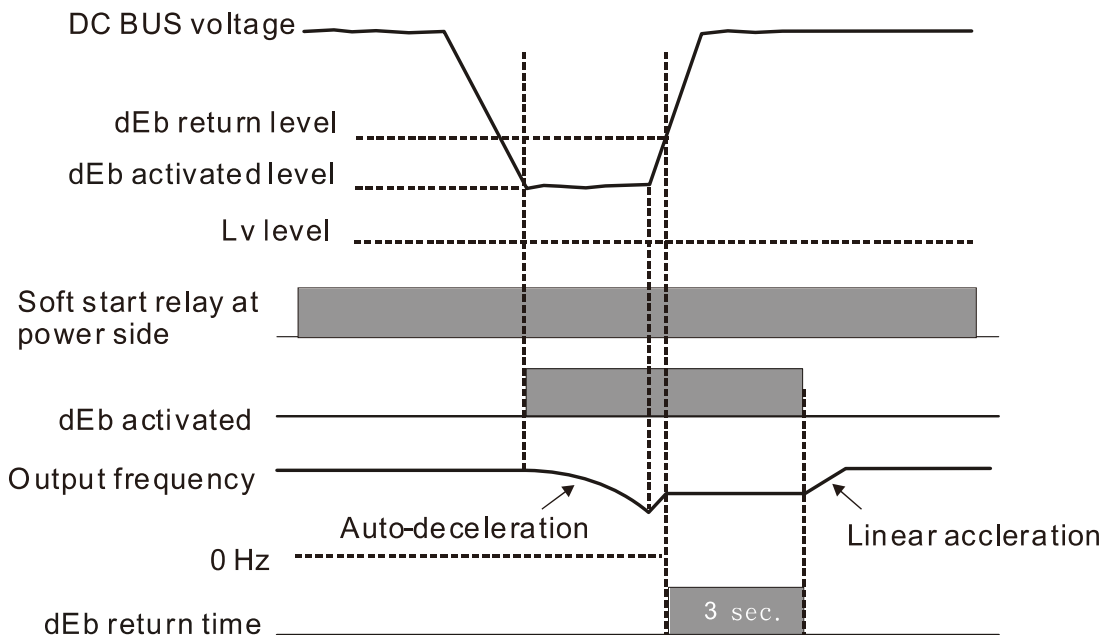 DC BUS voltage
dEb return level
dEb activated level
Lv level
Soft start relay at
power side
dEb activated
Output frequency
Auto-deceleration
Linear accleration
0 Hz
3 sec.
dEb return time